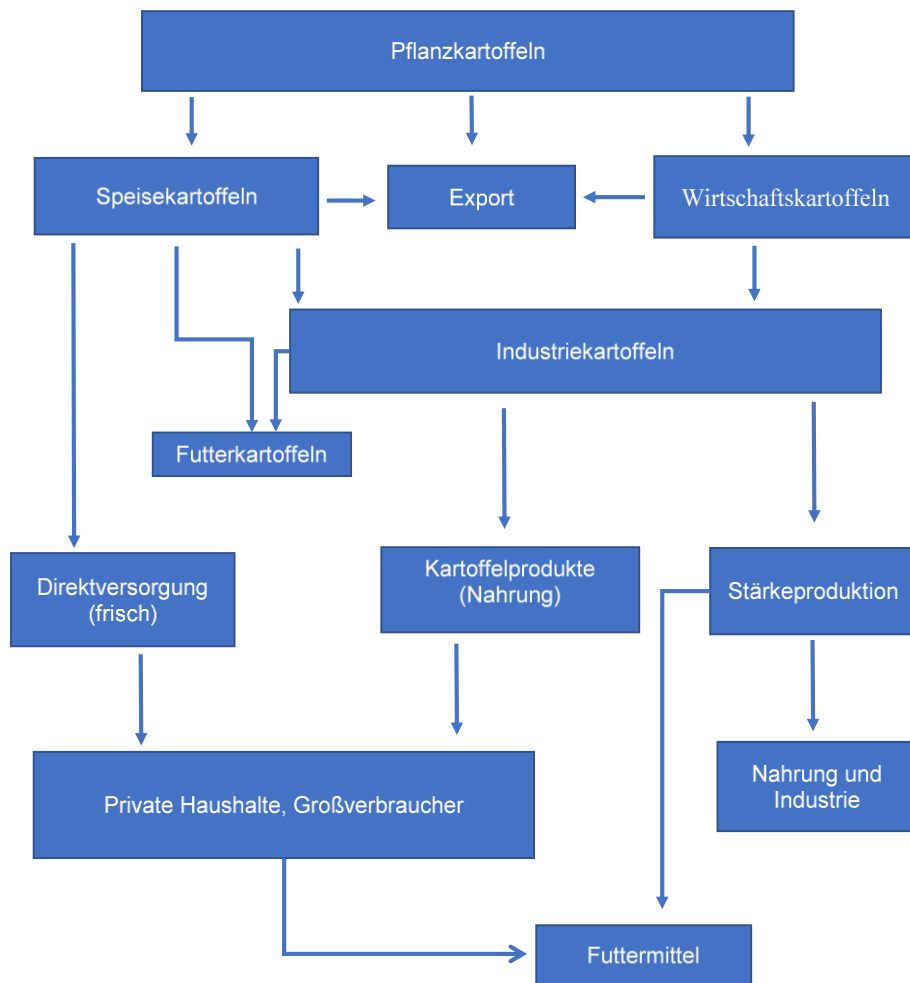 Pflanzkartoffeln
Speisekartoffeln
Export
Wirtschaftskartoffeln
Industriekartoffeln
Futterkartoffeln
Direktversorgung
(frisch)
Kartoffelprodukte
(Nahrung)
Stärkeproduktion
Private Haushalte, Großverbraucher
Nahrung und
Industrie
Futtermittel